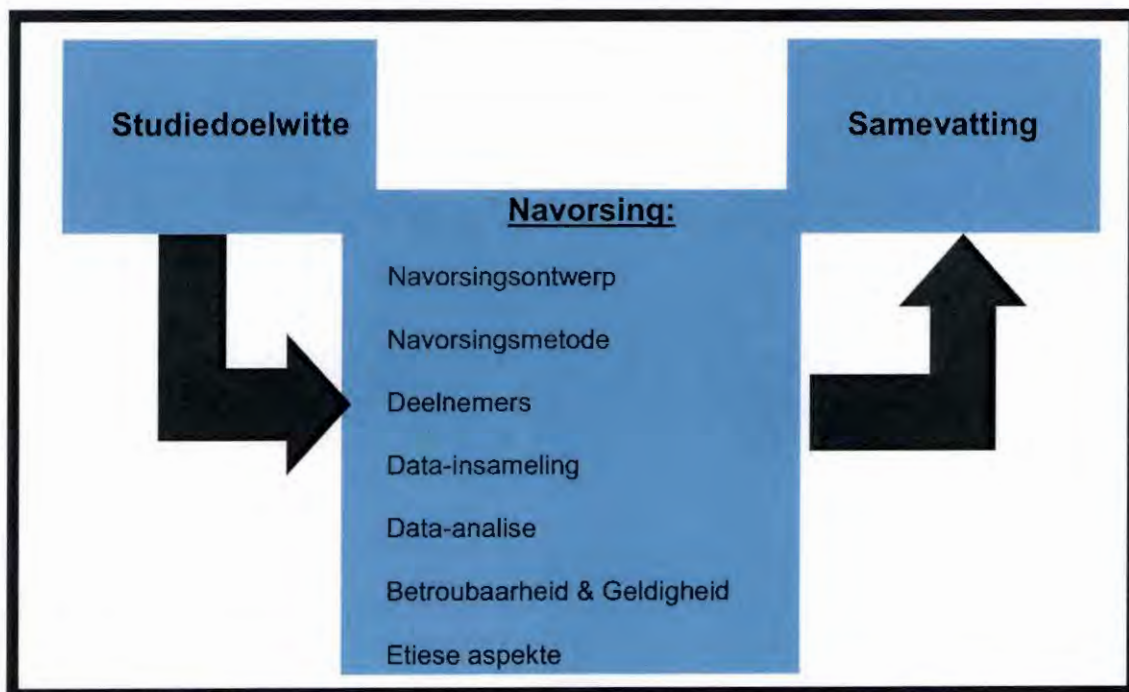 Studiedoelwitte
Samevatting
Navorsing:
Navorsingsontwerp
Navorsingsmetode
Deelnemers
Data-insameling
Data-analise
Betroubaarheid & Geldigheid
Etiese aspekte